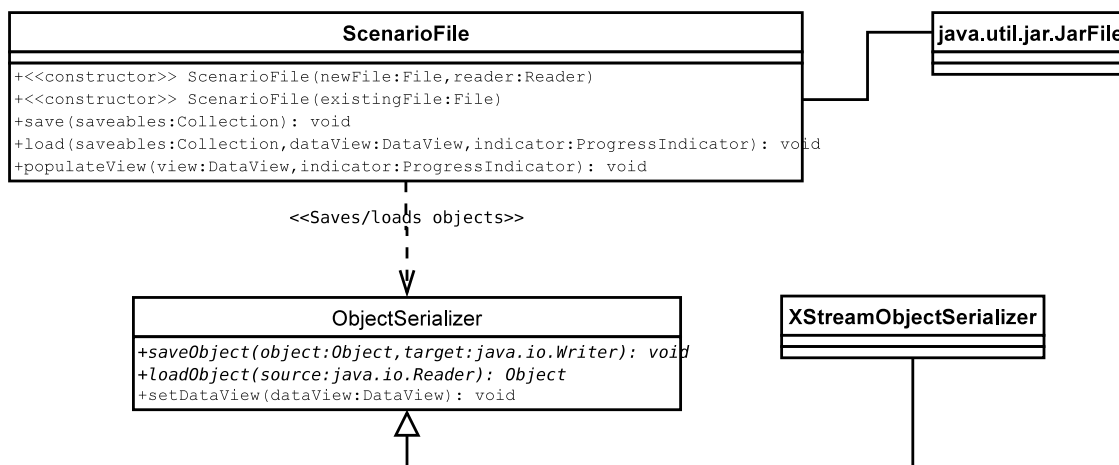 ScenarioFile
java.util.jar.JarFile
+<<constructor>> ScenarioFile(newFile:File,reader:Reader)
+<<constructor>> ScenarioFile(existingFile:File)
+save(saveables:Collection): void
+load(saveables:Collection,dataView:DataView,indicator:ProgressIndicator): void
+populateView(view:DataView,indicator:ProgressIndicator): void
<<Saves/loads objects>>
ObjectSerializer
XStreamObjectSerializer
+saveObject(object:Object,target:java.io.Writer): void
+loadObject(source:java.io.Reader): Object
+setDataView(dataView:DataView): void